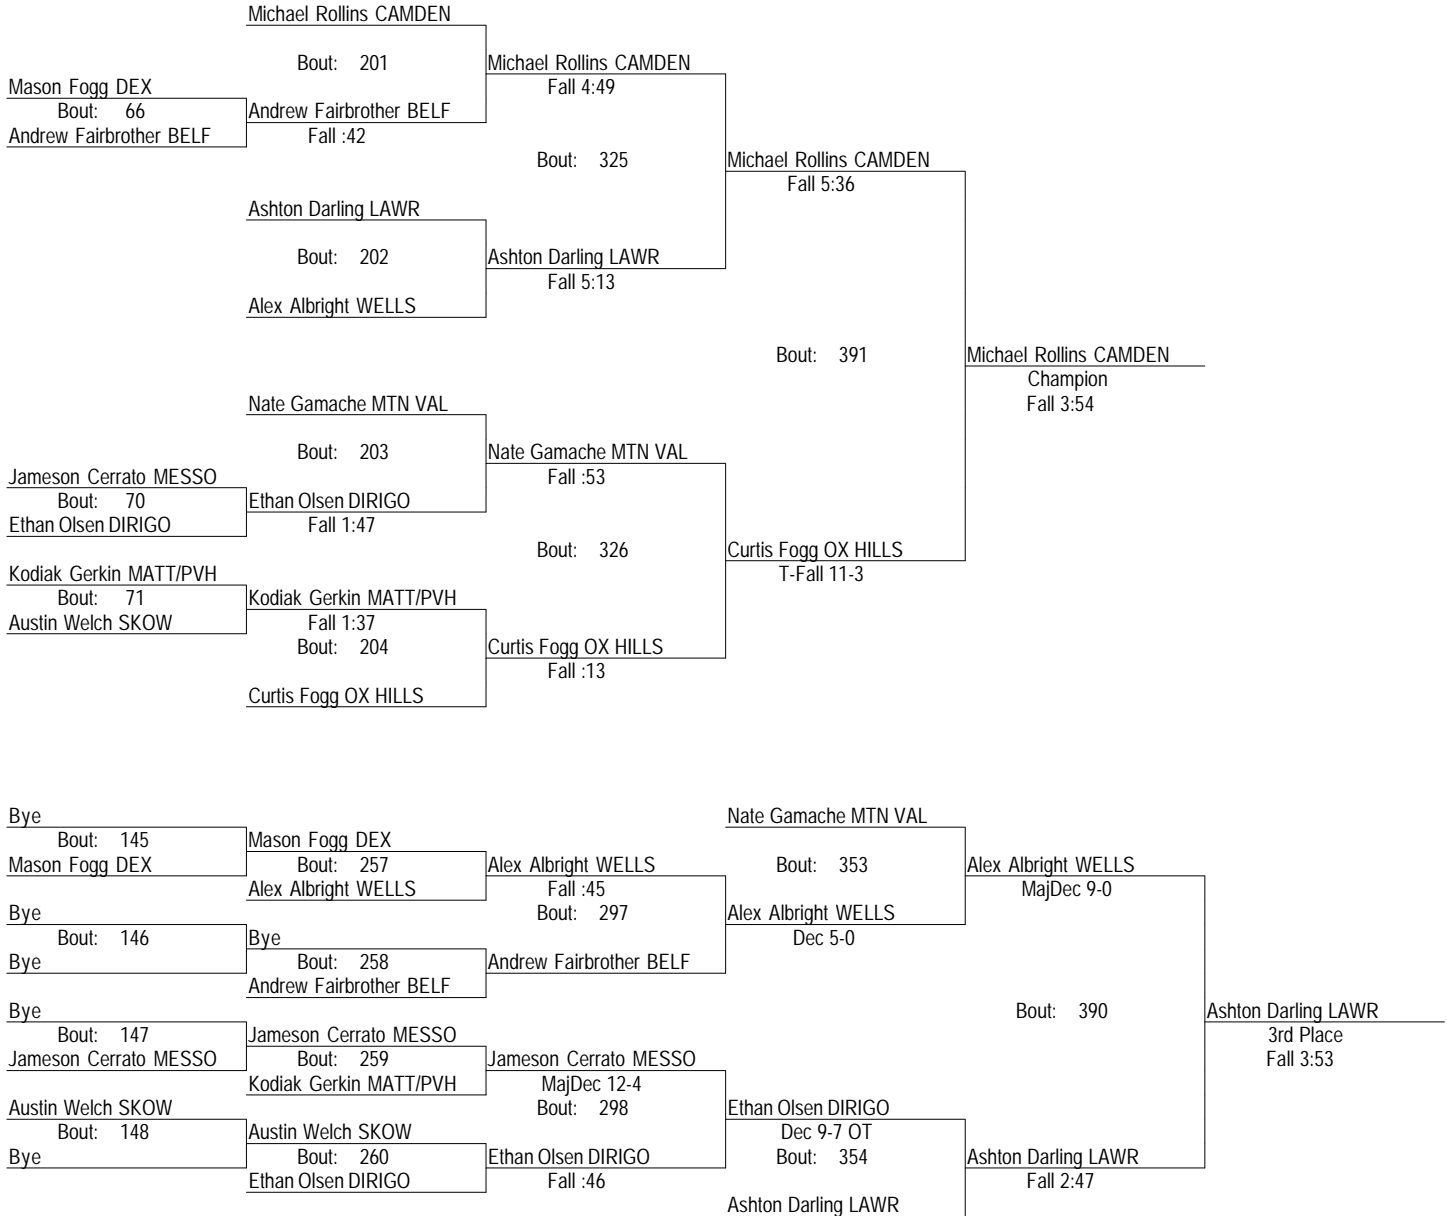 Michael Rollins CAMDEN
Bout: 201
Michael Rollins CAMDEN
Fall 4:49
Mason Fogg DEX
Bout: 66
Andrew Fairbrother BELF
Andrew Fairbrother BELF
Fall :42
Bout: 325
Michael Rollins CAMDEN
Fall 5:36
Ashton Darling LAWR
Bout: 202
Ashton Darling LAWR
Fall 5:13
Alex Albright WELLS
Bout: 391
Michael Rollins CAMDEN
Champion
Fall 3:54
Nate Gamache MTN VAL
Bout: 203
Nate Gamache MTN VAL
Fall :53
Jameson Cerrato MESSO
Bout: 70
Ethan Olsen DIRIGO
Ethan Olsen DIRIGO
Fall 1:47
Bout: 326
Curtis Fogg OX HILLS
T-Fall 11-3
Kodiak Gerkin MATT/PVH
Bout: 71
Austin Welch SKOW
Kodiak Gerkin MATT/PVH
Fall 1:37
Bout: 204
Curtis Fogg OX HILLS
Fall :13
Curtis Fogg OX HILLS
Bye
Bout: 145
Mason Fogg DEX
Mason Fogg DEX
Bout: 257
Alex Albright WELLS
Alex Albright WELLS
Fall :45
Bout: 297
Nate Gamache MTN VAL
Bout: 353
Alex Albright WELLS
Dec 5-0
Alex Albright WELLS
MajDec 9-0
Bye
Bout: 146
Bye
Bye
Bout: 258
Andrew Fairbrother BELF
Andrew Fairbrother BELF
Bout: 390
Ashton Darling LAWR
3rd Place
Fall 3:53
Bye
Bout: 147
Jameson Cerrato MESSO
Jameson Cerrato MESSO
Bout: 259
Kodiak Gerkin MATT/PVH
Jameson Cerrato MESSO
MajDec 12-4
Bout: 298
Ethan Olsen DIRIGO
Dec 9-7 OT
Bout: 354
Ashton Darling LAWR
Fall 2:47
Austin Welch SKOW
Bout: 148
Bye
Austin Welch SKOW
Bout: 260
Ethan Olsen DIRIGO
Ethan Olsen DIRIGO
Fall :46
Ashton Darling LAWR